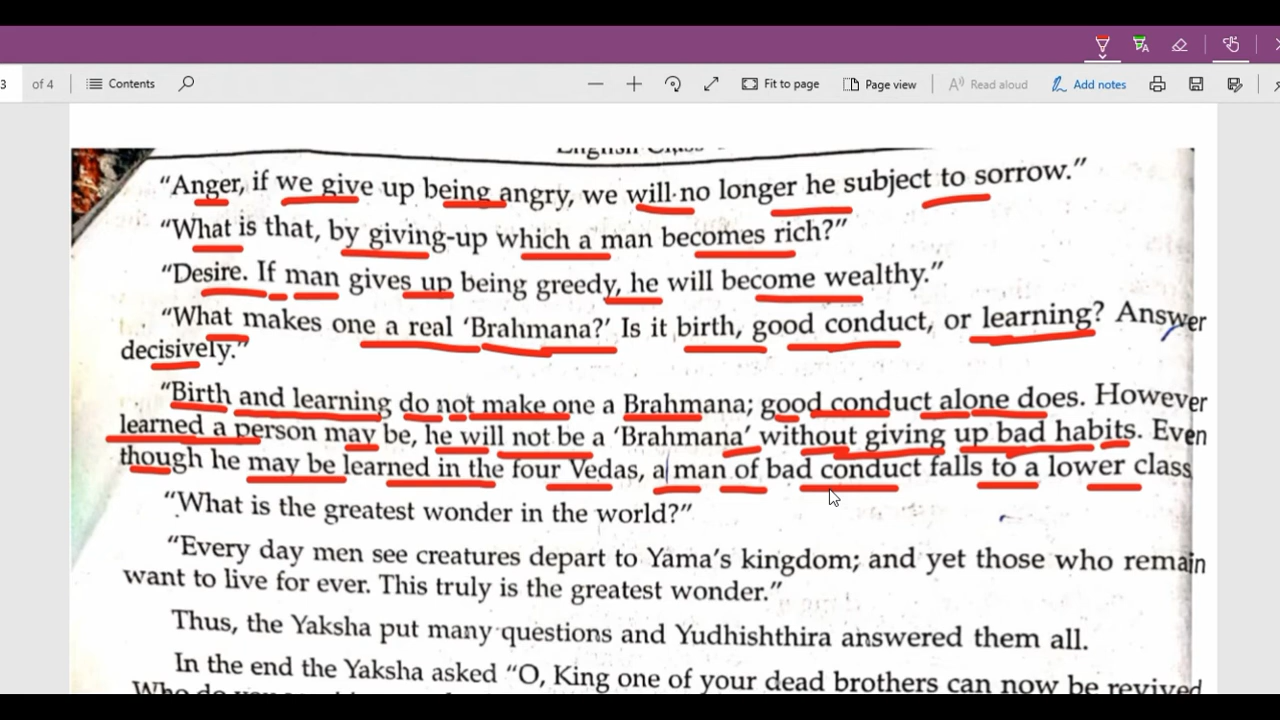 3 of 4 Contents Fit to page Page view Read aloud Add notes
English Class
"Anger, if we give up being angry, we will no longer he subject to sorrow."
"What is that, by giving-up which a man becomes rich?"
"Desire. If man gives up being greedy, he will become wealthy."
"What makes one a real 'Brahmana?' Is it birth, good conduct, or learning? Answer
decisively."
"Birth and learning do not make one a Brahmana; good conduct alone does. However
learned a person may be, he will not be a 'Brahmana' without giving up bad habits. Even
though he may be learned in the four Vedas, a man of bad conduct falls to a lower class
"What is the greatest wonder in the world?"
"Every day men see creatures depart to Yama's kingdom; and yet those who remain
want to live for ever. This truly is the greatest wonder."
Thus, the Yaksha put many questions and Yudhishthira answered them all.
In the end the Yaksha asked "O, King one of your dead brothers can now be revived